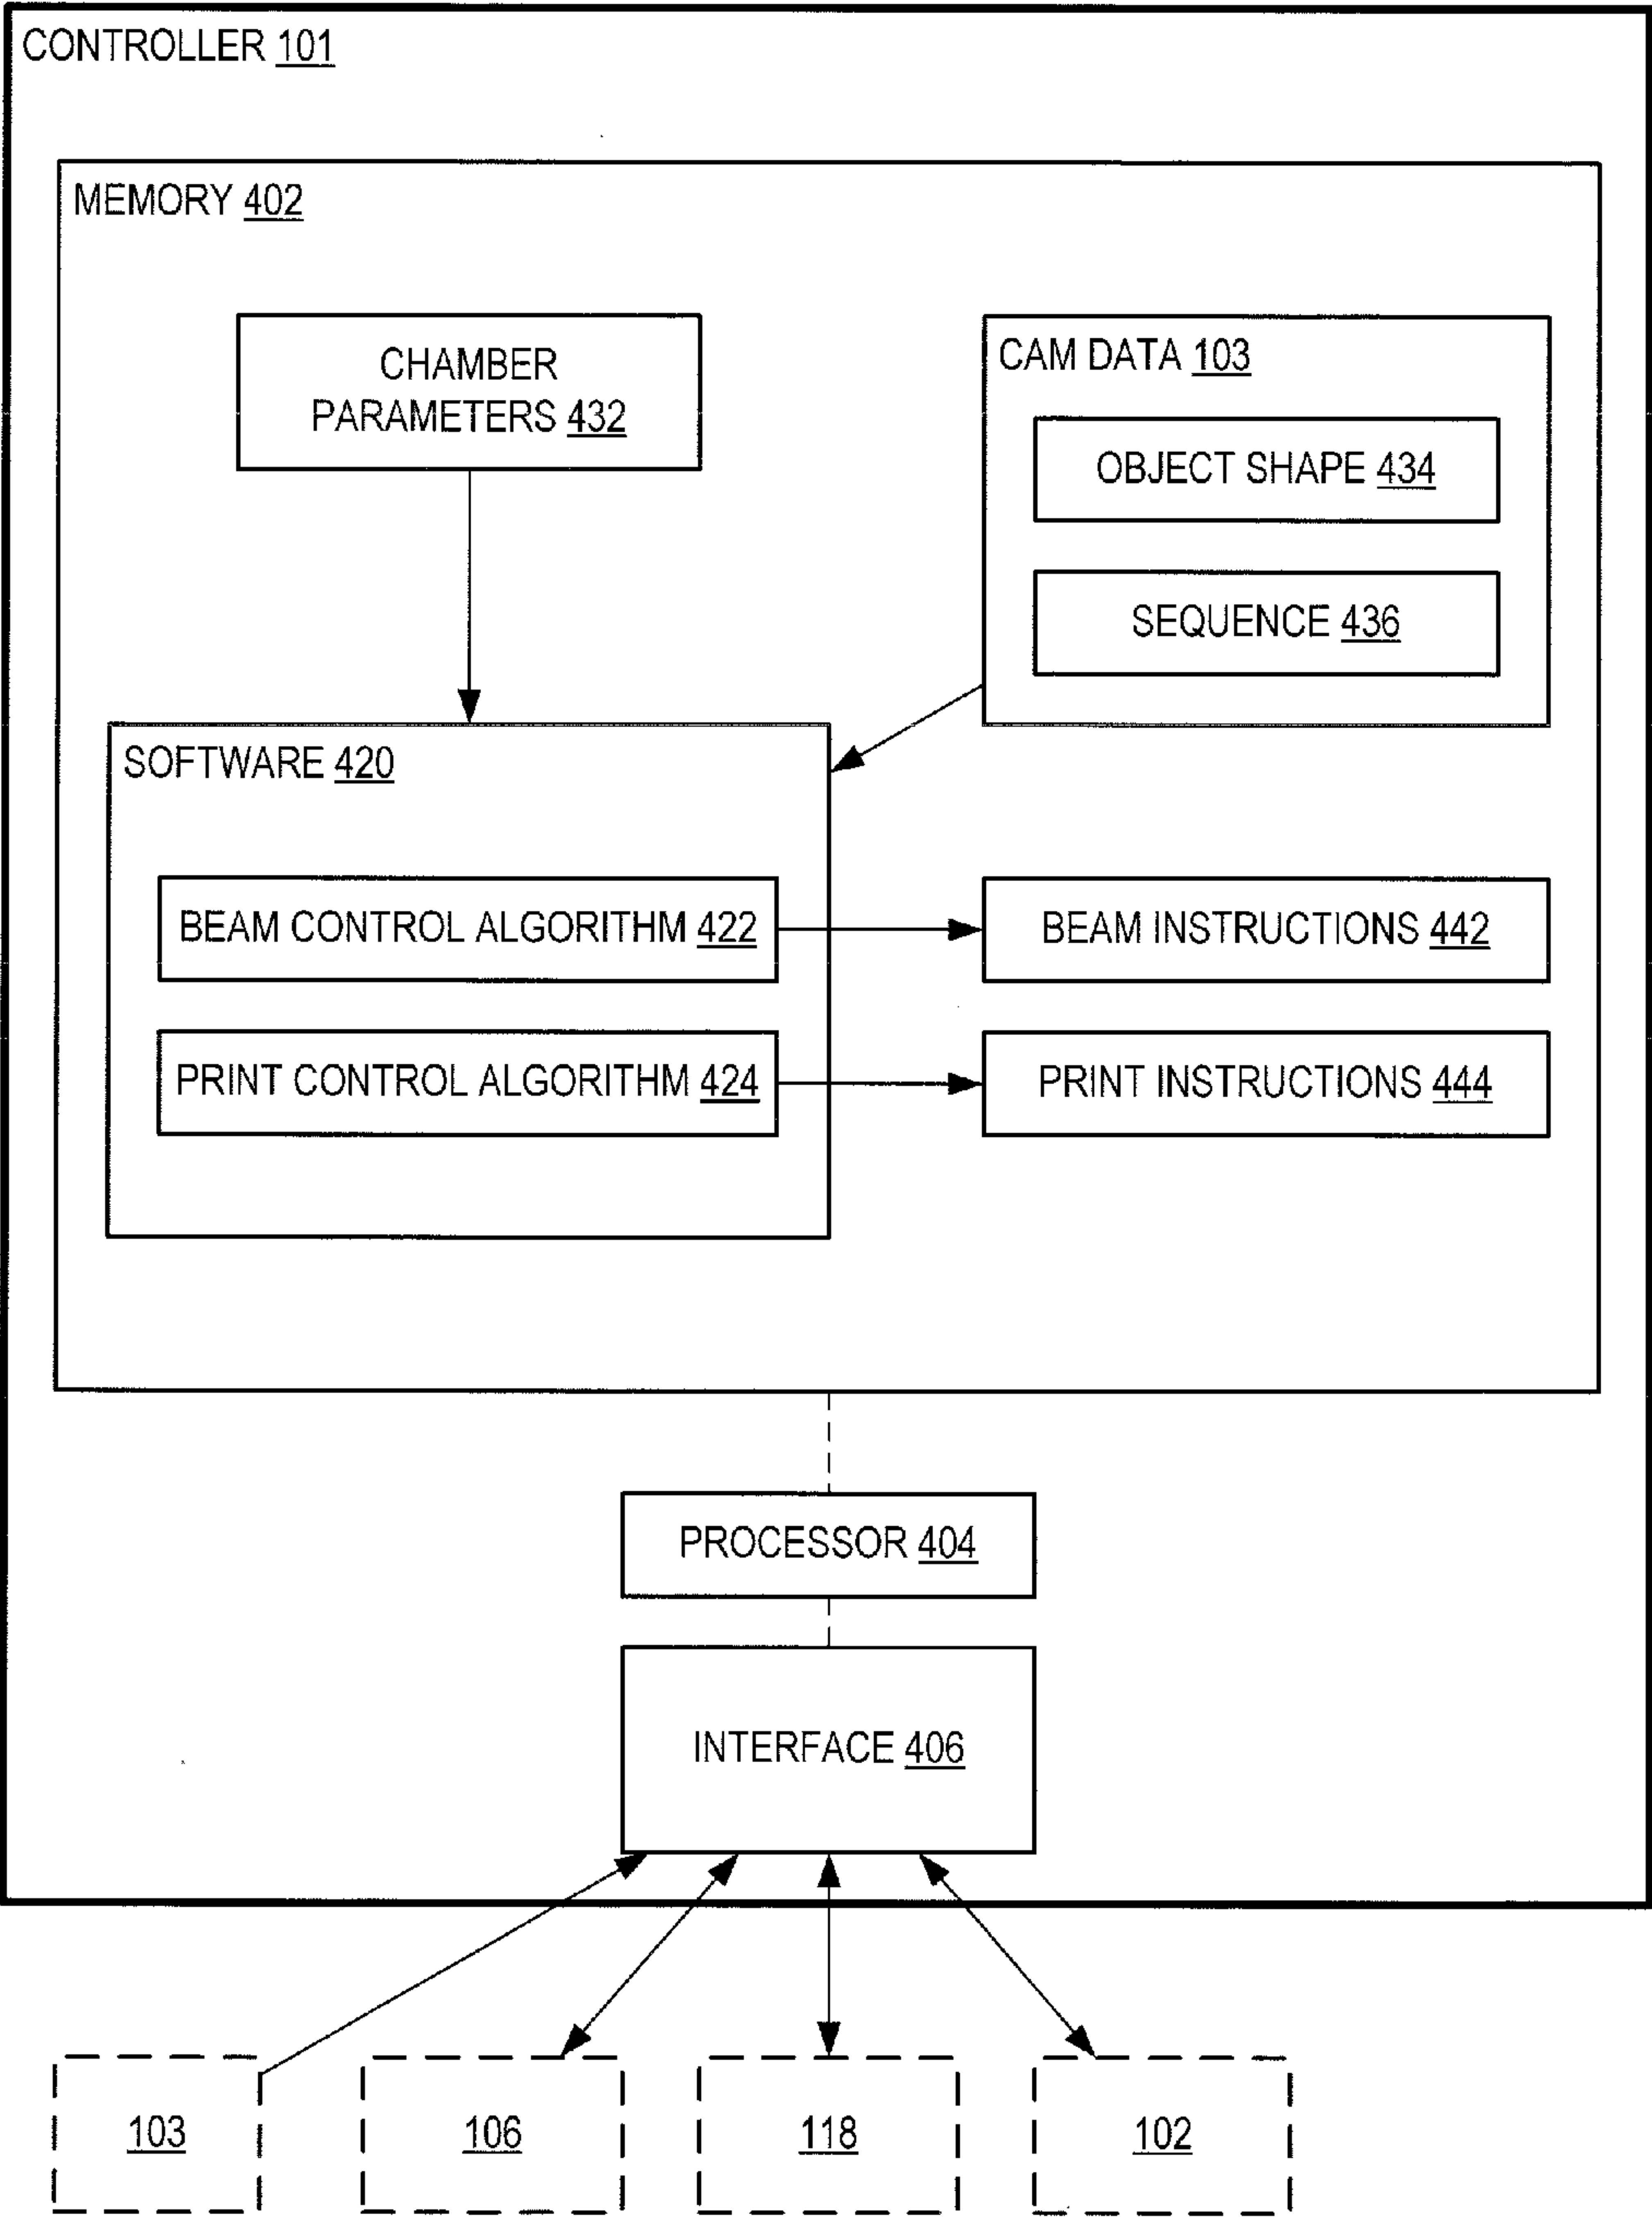 CONTROLLER 101
MEMORY 402
CHAMBER
PARAMETERS 432
CAM DATA 103
OBJECT SHAPE 434
SEQUENCE 436
SOFTWARE 420
BEAM CONTROL ALGORITHM 422
BEAM INSTRUCTIONS 442
PRINT CONTROL ALGORITHM 424
PRINT INSTRUCTIONS 444
PROCESSOR 404
INTERFACE 406
103
106
118
102